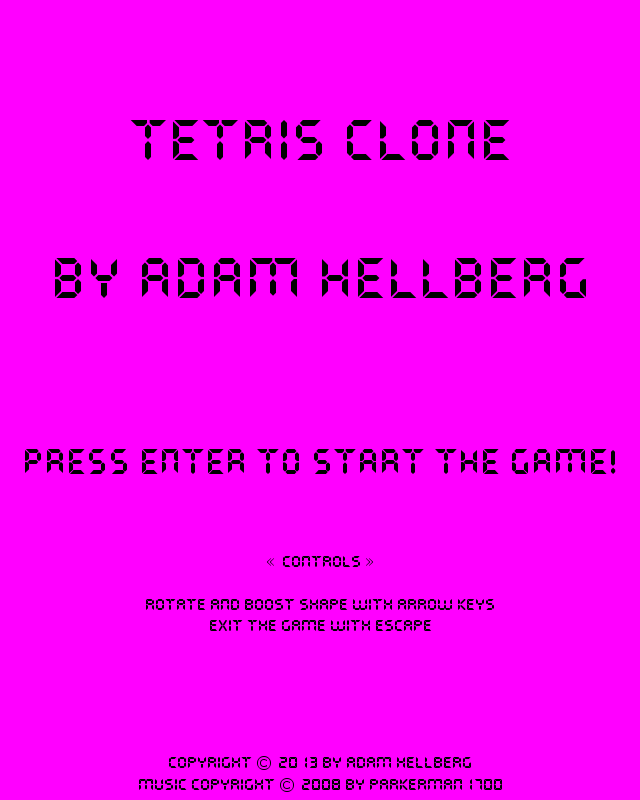 TETRIS CLONE
BY ADAM HELLBERG
PRESS ENTER TO START THE GAME!
« CONTROLS »
ROTATE AND BOOST SHAPE WITH ARROW KEYS
EXIT THE GAME WITH ESCAPE
COPYRIGHT © 2013 BY ADAM HELLBERG
MUSIC COPYRIGHT © 2008 BY PARKERMAN 1700